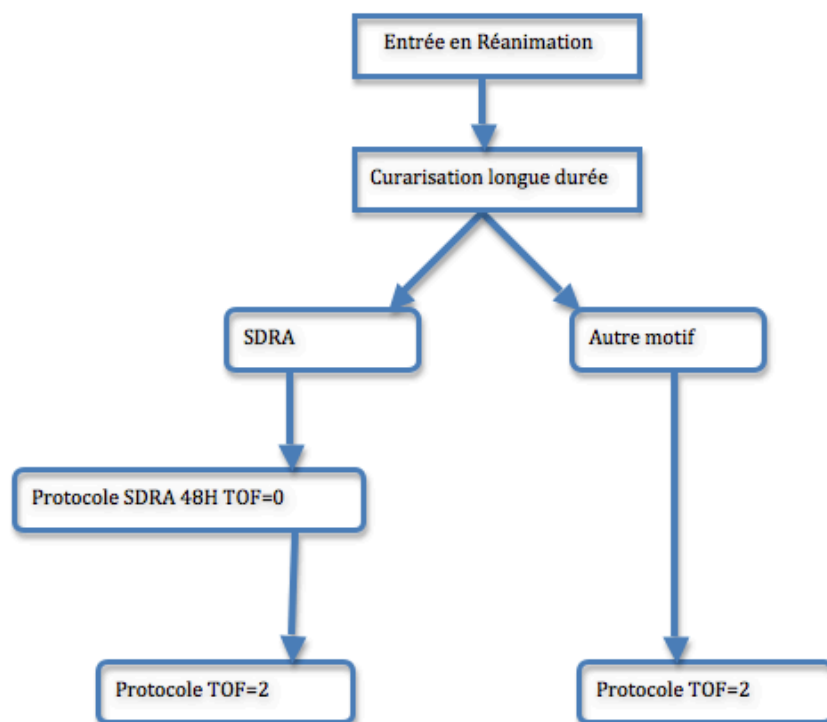 Entrée en Réanimation
Curarisation longue durée
SDRA
Autre motif
Protocole SDRA 48H TOF=0
Protocole TOF=2
Protocole TOF=2